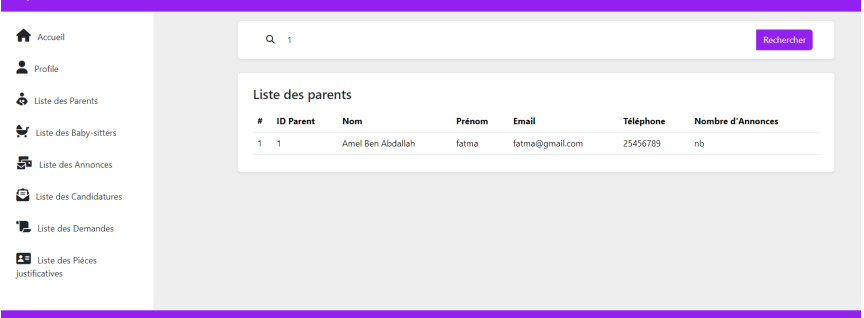 Accueil
Profile
Liste des Parents
Liste des Baby-sitters
Liste des Annonces
Liste des Candidatures
Liste des Demandes
Liste des Piéces
justificatives
1 Rechercher
Liste des parents
# ID Parent Nom Prénom Email Téléphone Nombre d'Annonces
1 1 Amel Ben Abdallah fatma fatma@gmail.com 25456789 nb